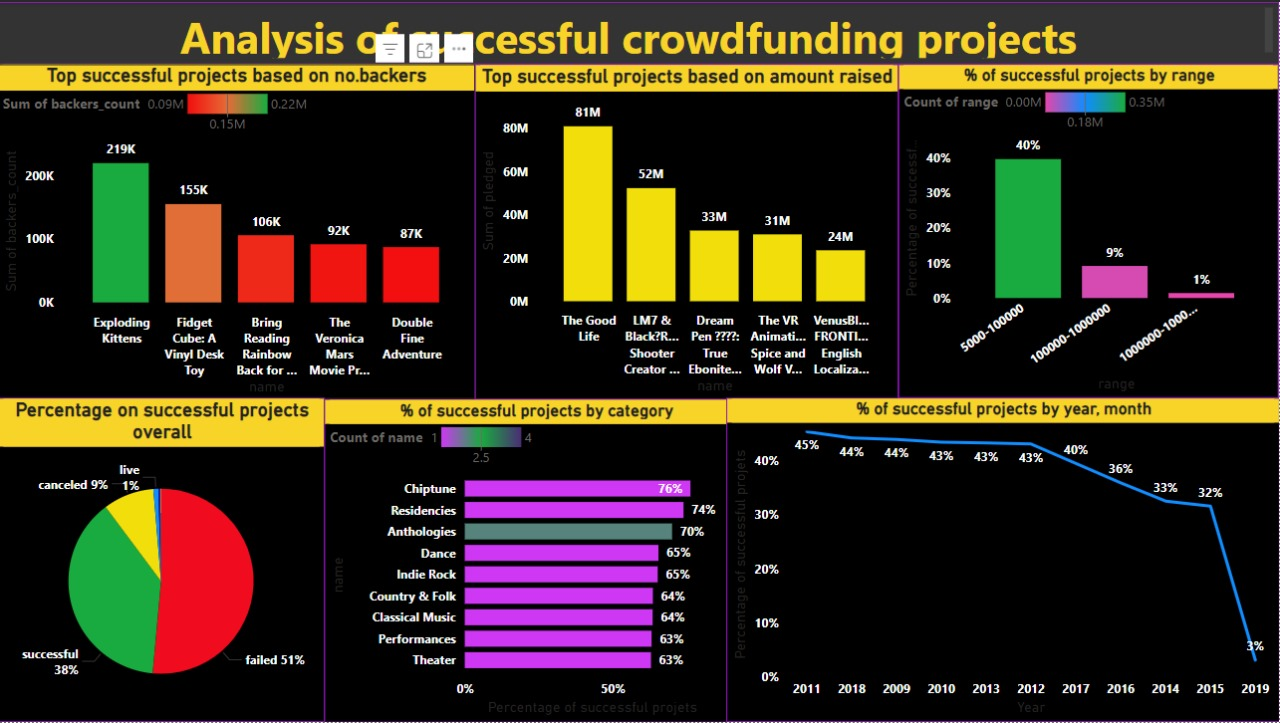 Analysis of successful crowdfunding projects
Top successful projects based on no.backers
Sum of backers_count 0.09M 0.22M
0.15M
Sum of backers_count
200K
100K
0K
219K
155K
106K
92K
87K
Exploding
Kittens
Fidget
Cube: A
Vinyl Desk
Toy
Bring
Reading
Rainbow
Back for ...
The
Veronica
Mars
Movie Pr...
Double
Fine
Adventure
name
Top successful projects based on amount raised
Sum of pledged
80M
60M
40M
20M
0M
81M
52M
33M
31M
24M
The Good
Life
LM7 &
Black?R...
Shooter
Creator ...
Dream
Pen ????:
True
Ebonite...
The VR
Animati...
Spice and
Wolf V...
VenusBl...
FRONTI...
English
Localiza...
name
% of successful projects by range
Count of range 0.00M 0.35M
0.18M
Percentage of successf...
40%
30%
20%
10%
0%
40%
9%
1%
5000-100000
100000-1000000
1000000-1000...
range
Percentage on successful projects
overall
live
1%
canceled 9%
successful
38%
failed 51%
% of successful projects by category
Count of name 1 4
2.5
name
Chiptune 76%
Residencies 74%
Anthologies 70%
Dance 65%
Indie Rock 65%
Country & Folk 64%
Classical Music 64%
Performances 63%
Theater 63%
0% 50%
Percentage of successful projets
% of successful projects by year, month
Percentage of successful projets
40%
30%
20%
10%
0%
45% 44% 44% 43% 43% 43% 40% 36% 33% 32% 3%
2011 2018 2009 2010 2013 2012 2017 2016 2014 2015 2019
Year